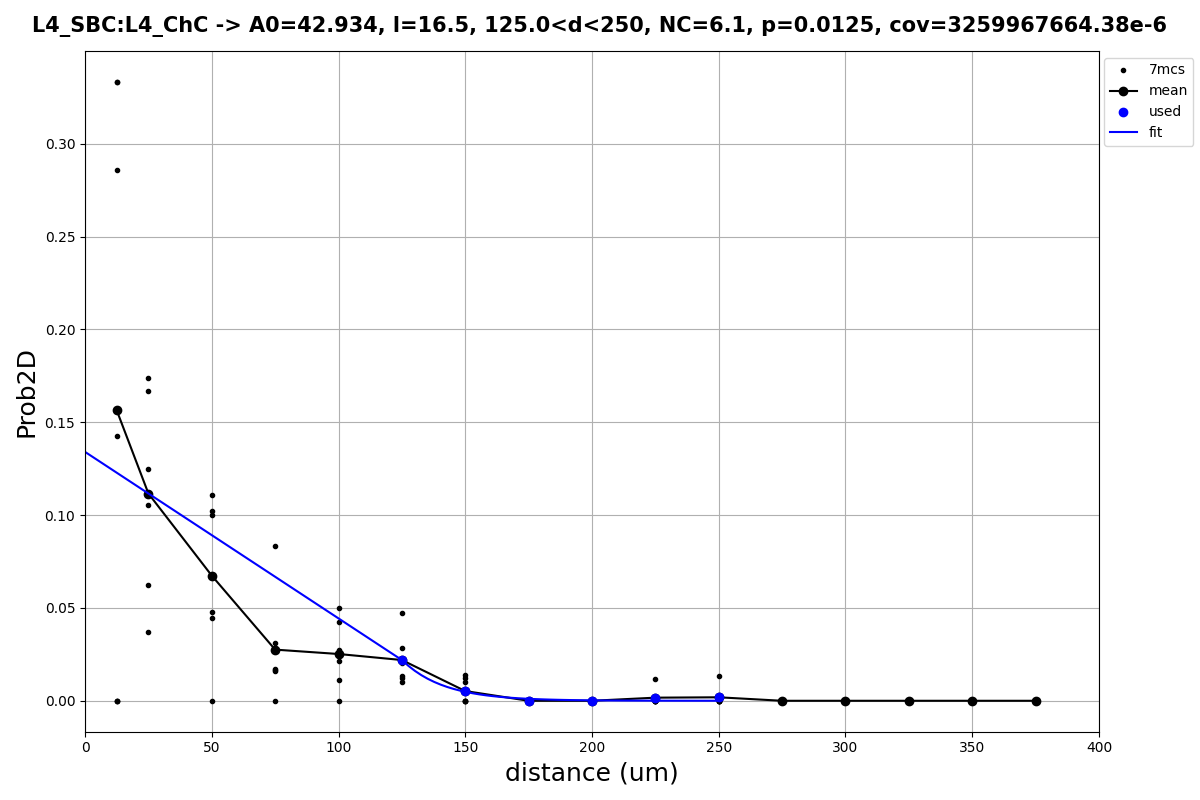 L4_SBC:L4_ChC -> A0=42.934, l=16.5, 125.0<d<250, NC=6.1, p=0.0125, cov=3259967664.38e-6
7mcs
mean
used
fit
0.30
0.25
0.20
0.15
0.10
0.05
0.00
Prob2D
0 50 100 150 200 250 300 350 400
distance (um)